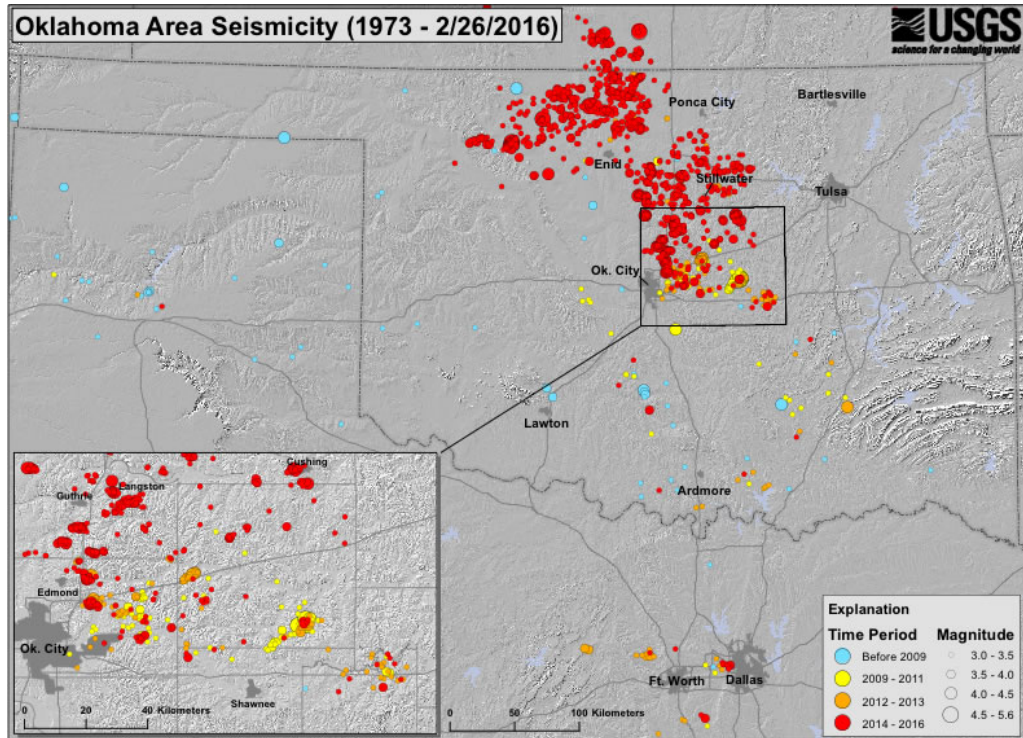 Oklahoma Area Seismicity (1973 - 2/26/2016)
USGS
science for a changing world
Bartlesville
Ponca City
Enid
Stillwater
Tulsa
Ok. City
Lawton
Ardmore
Ft. Worth
Dallas
Cushing
Guthrie
Langston
Edmond
Ok. City
Shawnee
0 20 40 Kilometers
0 50 100 Kilometers
Explanation
Time Period Magnitude
Before 2009 3.0 - 3.5
2009 - 2011 3.5 - 4.0
2012 - 2013 4.0 - 4.5
2014 - 2016 4.5 - 5.6